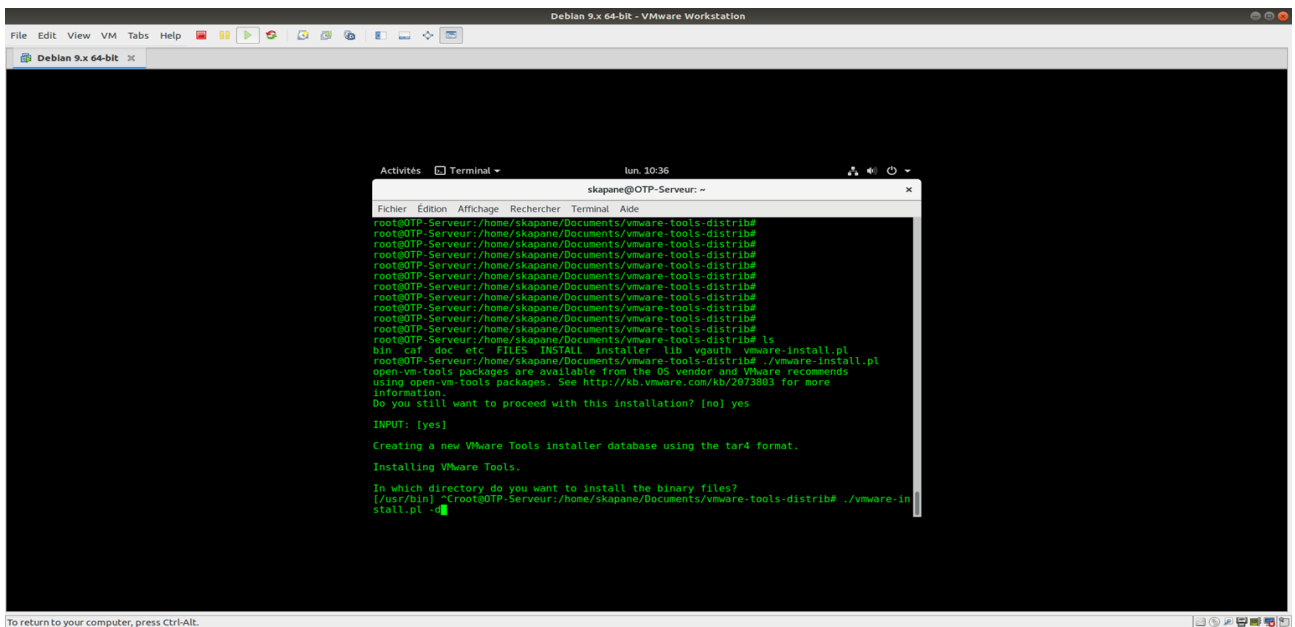 Debian 9.x 64-bit - VMware Workstation
File Edit View VM Tabs Help
Debian 9.x 64-bit
Activités Terminal lun. 10:36
skapane@OTP-Serveur: ~
Fichier Édition Affichage Rechercher Terminal Aide
root@OTP-Serveur:/home/skapane/Documents/vmware-tools-distrib#
root@OTP-Serveur:/home/skapane/Documents/vmware-tools-distrib#
root@OTP-Serveur:/home/skapane/Documents/vmware-tools-distrib#
root@OTP-Serveur:/home/skapane/Documents/vmware-tools-distrib#
root@OTP-Serveur:/home/skapane/Documents/vmware-tools-distrib#
root@OTP-Serveur:/home/skapane/Documents/vmware-tools-distrib#
root@OTP-Serveur:/home/skapane/Documents/vmware-tools-distrib#
root@OTP-Serveur:/home/skapane/Documents/vmware-tools-distrib#
root@OTP-Serveur:/home/skapane/Documents/vmware-tools-distrib#
root@OTP-Serveur:/home/skapane/Documents/vmware-tools-distrib#
root@OTP-Serveur:/home/skapane/Documents/vmware-tools-distrib#
root@OTP-Serveur:/home/skapane/Documents/vmware-tools-distrib# ls
bin caf doc etc FILES INSTALL installer lib vgauth vmware-install.pl
root@OTP-Serveur:/home/skapane/Documents/vmware-tools-distrib# ./vmware-install.pl
open-vm-tools packages are available from the OS vendor and VMware recommends
using open-vm-tools packages. See http://kb.vmware.com/kb/2073803 for more
information.
Do you still want to proceed with this installation? [no] yes
INPUT: [yes]
Creating a new VMware Tools installer database using the tar4 format.
Installing VMware Tools.
In which directory do you want to install the binary files?
[/usr/bin] ^Croot@OTP-Serveur:/home/skapane/Documents/vmware-tools-distrib# ./vmware-in
stall.pl -d
To return to your computer, press Ctrl-Alt.